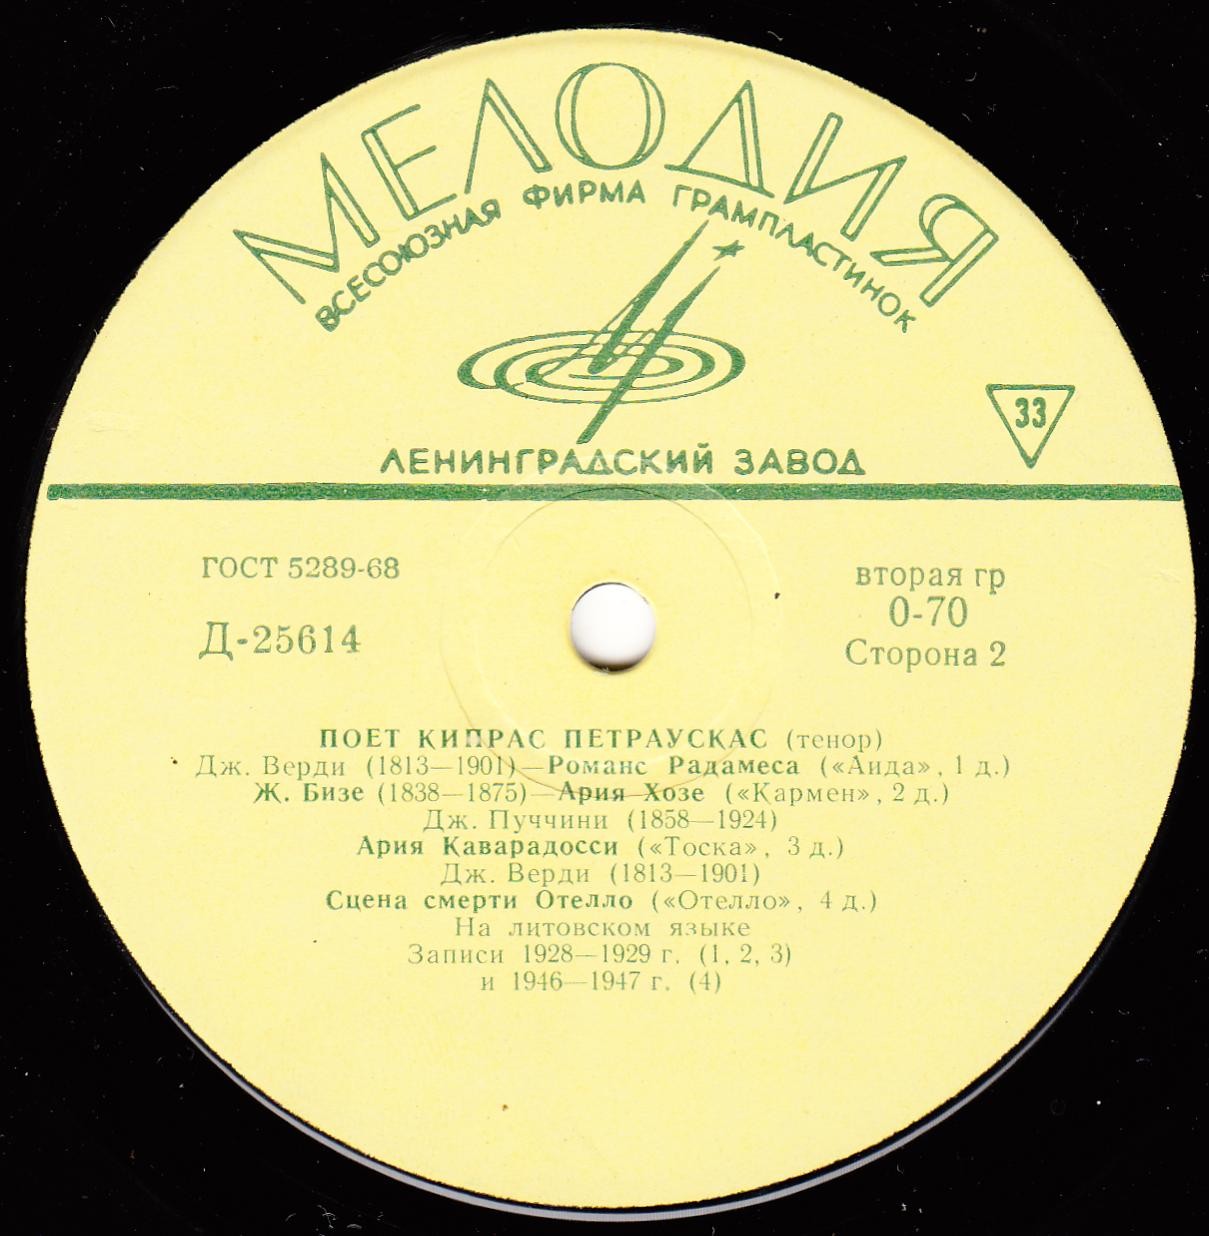 МЕЛОДИЯ
ВСЕСОЮЗНАЯ ФИРМА ГРАМПЛАСТИНОК
33
ЛЕНИНГРАДСКИЙ ЗАВОД
ГОСТ 5289-68
вторая гр
0-70
Д-25614
Сторона 2
ПОЕТ КИПРАС ПЕТРАУСКАС (тенор)
Дж. Верди (1813—1901)—Романс Радамеса («Аида», 1 д.)
Ж. Бизе (1838—1875)—Ария Хозе («Кармен», 2 д.)
Дж. Пуччини (1858—1924)
Ария Каварадосси («Тоска», 3 д.)
Дж. Верди (1813—1901)
Сцена смерти Отелло («Отелло», 4 д.)
На литовском языке
Записи 1928—1929 г. (1, 2, 3)
и 1946—1947 г. (4)